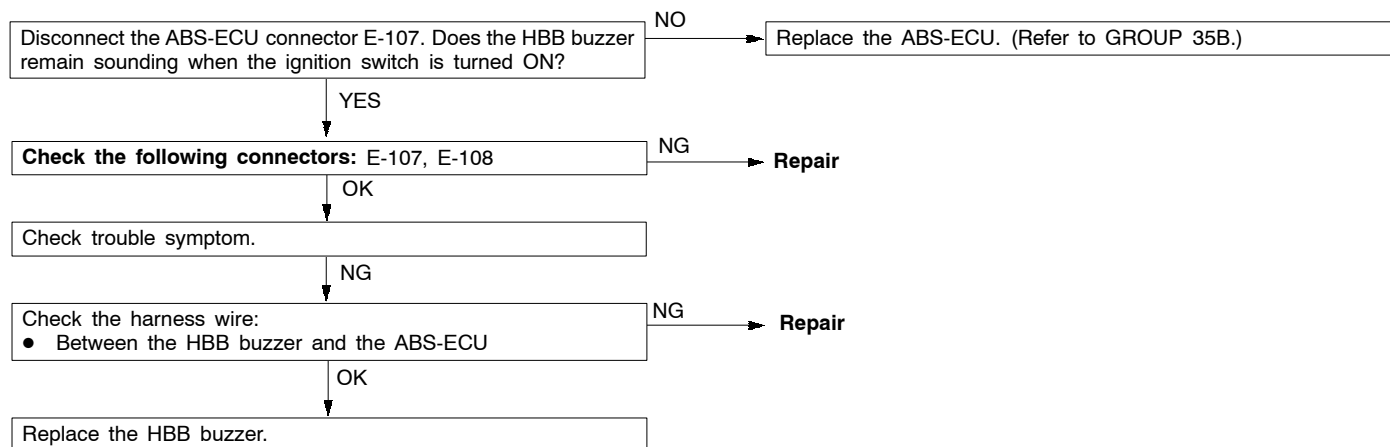 Disconnect the ABS-ECU connector E-107. Does the HBB buzzer
remain sounding when the ignition switch is turned ON?
NO
Replace the ABS-ECU. (Refer to GROUP 35B.)
YES
Check the following connectors: E-107, E-108
NG
Repair
OK
Check trouble symptom.
NG
Check the harness wire:
● Between the HBB buzzer and the ABS-ECU
NG
Repair
OK
Replace the HBB buzzer.